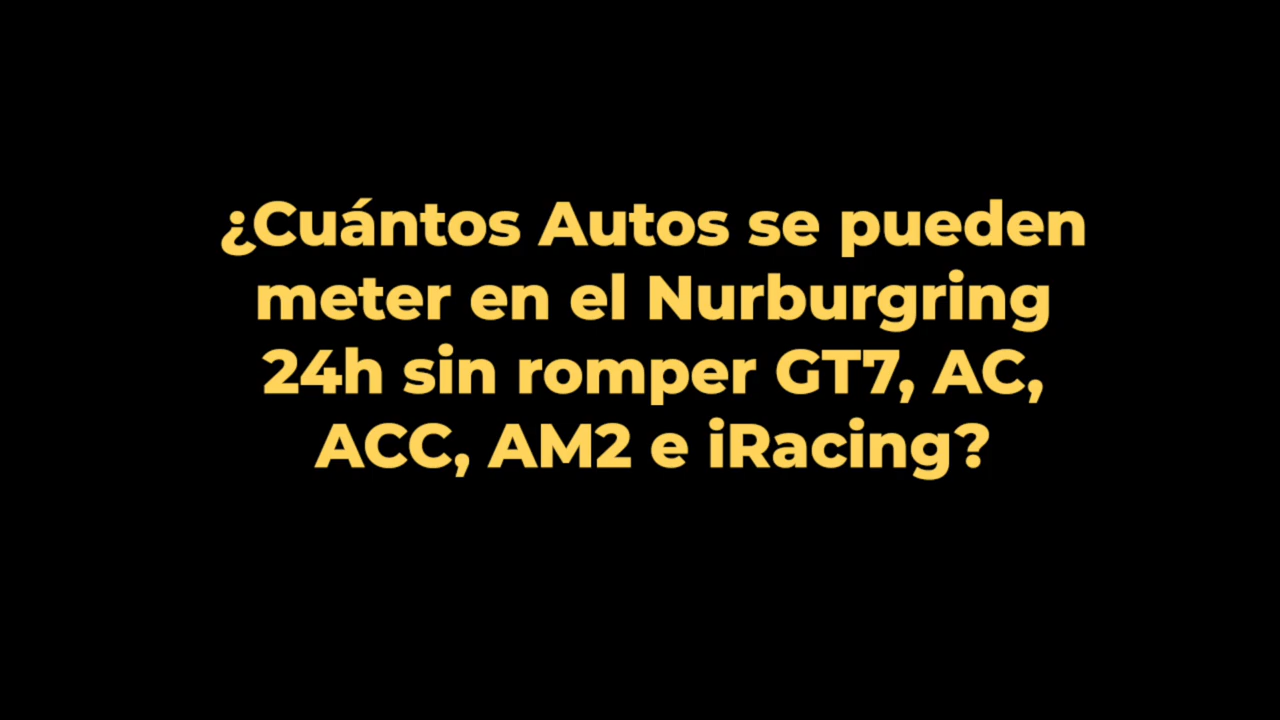 ¿Cuántos Autos se pueden
meter en el Nurburgring
24h sin romper GT7, AC,
ACC, AM2 e iRacing?